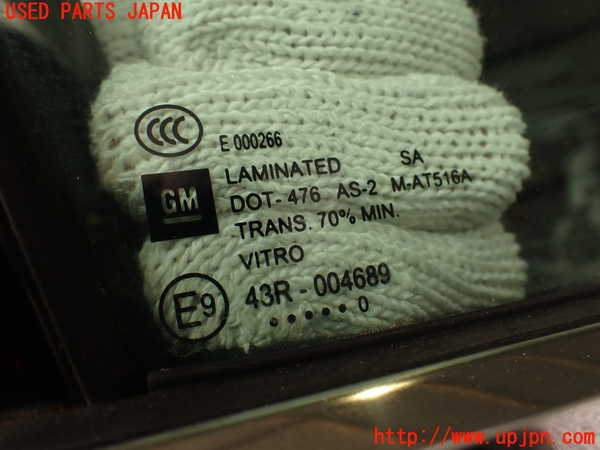 USED PARTS JAPAN
CCC
E 000266
LAMINATED SA
GM
DOT-476 AS-2 M-AT516A
TRANS. 70% MIN.
VITRO
E9
43R - 004689
• • • • • 0
http://www.upjpn.com/